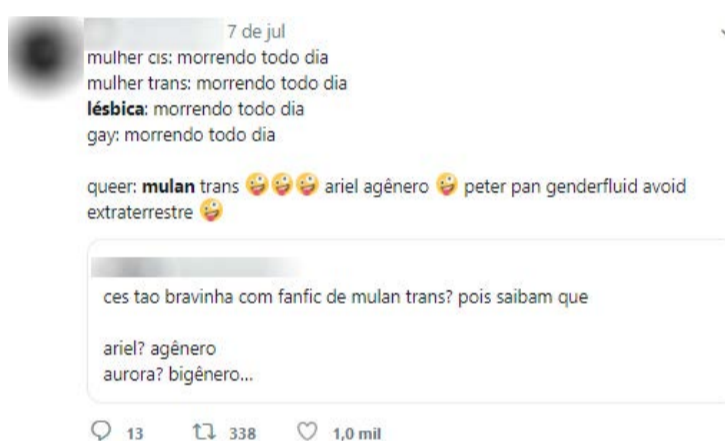 7 de jul
mulher cis: morrendo todo dia
mulher trans: morrendo todo dia
lésbica: morrendo todo dia
gay: morrendo todo dia
queer: mulan trans 🤪🤪🤪 ariel agênero 🤪 peter pan genderfluid avoid
extraterrestre 🤪
ces tao bravinha com fanfic de mulan trans? pois saibam que
ariel? agênero
aurora? bigênero...
13 338 1,0 mil